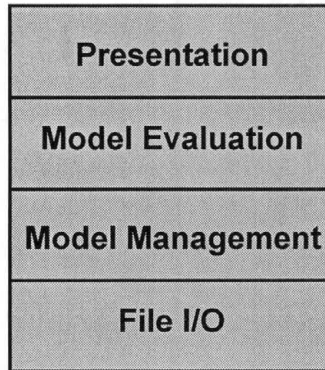 Presentation
Model Evaluation
Model Management
File I/O